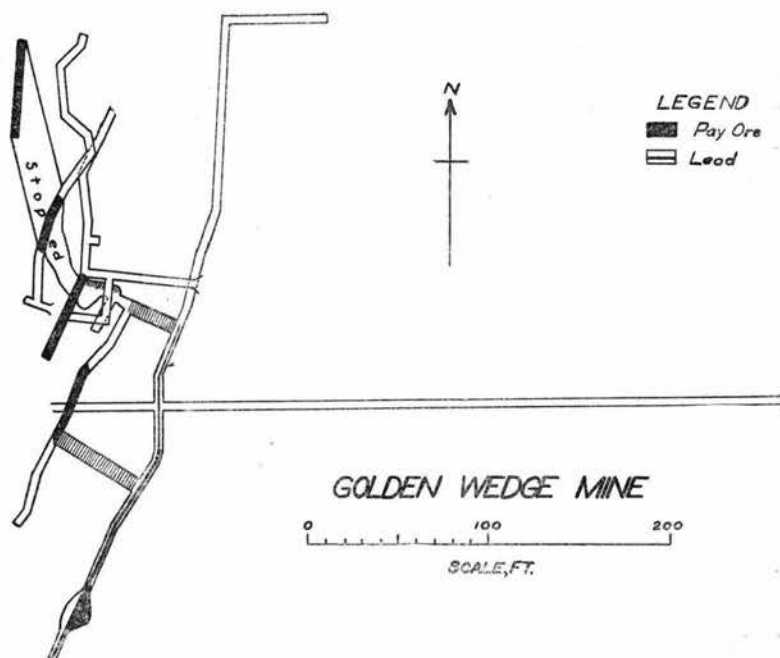 N
LEGEND
Pay Ore
Lead
Stoped
GOLDEN WEDGE MINE
0 100 200
SCALE, FT.